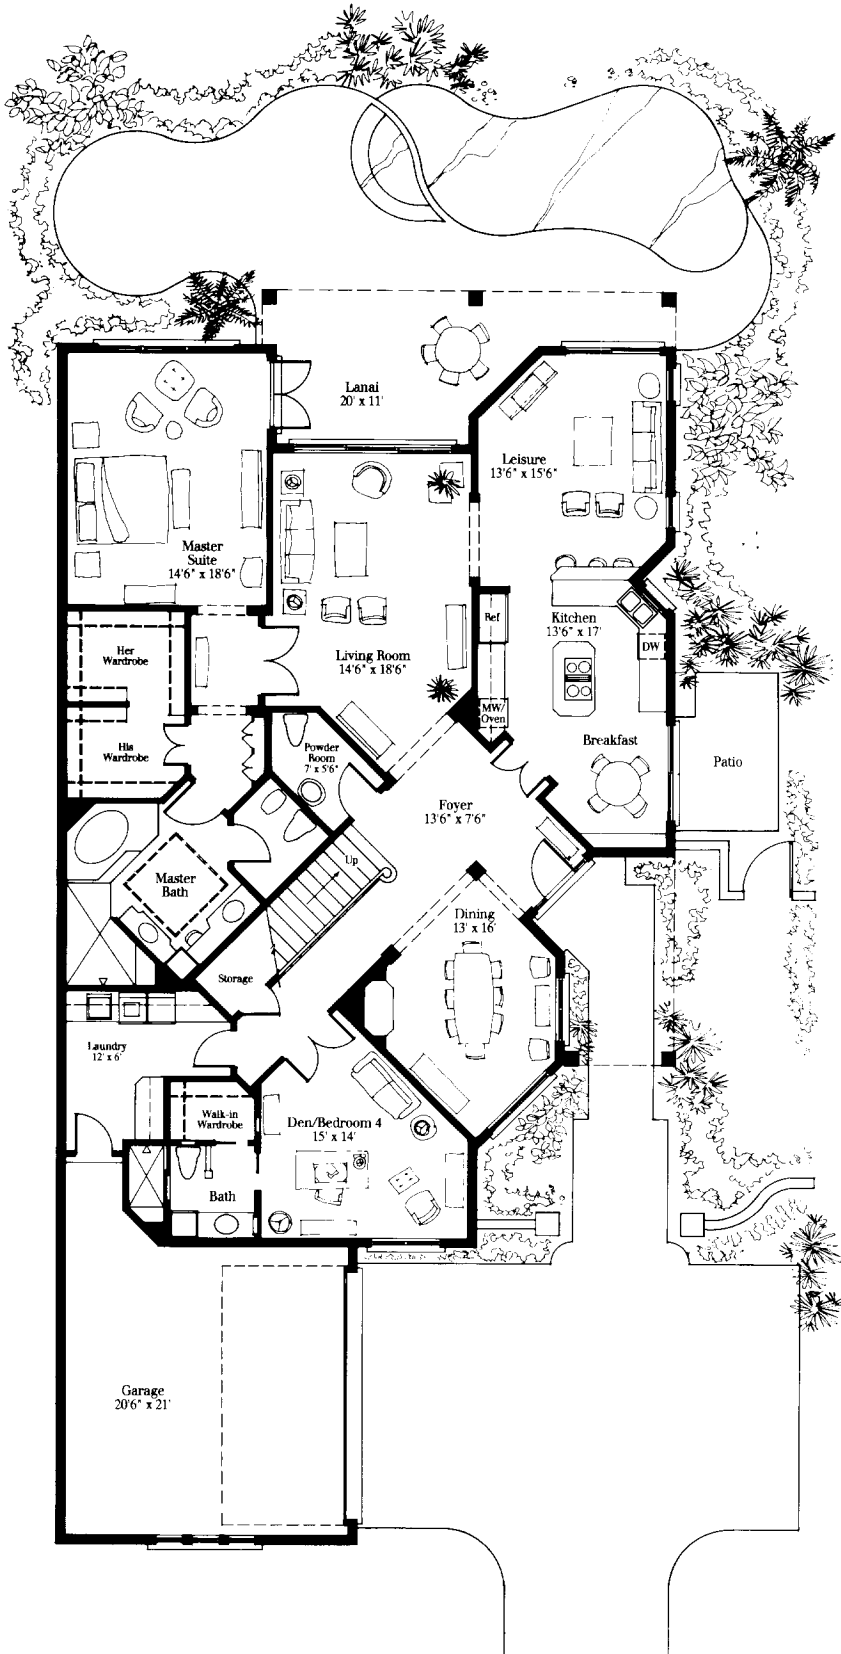 Lanai
20' x 11'
Leisure
13'6" x 15'6"
Master
Suite
14'6" x 18'6"
Ref
Kitchen
13'6" x 17'
DW
Her
Wardrobe
Living Room
14'6" x 18'6"
MW/
Oven
His
Wardrobe
Powder
Room
7' x 5'6"
Breakfast
Patio
Foyer
13'6" x 7'6"
Up
Master
Bath
Dining
13' x 16'
Storage
Laundry
12' x 6'
Walk-in
Wardrobe
Den/Bedroom 4
15' x 14'
Bath
Garage
20'6" x 21'